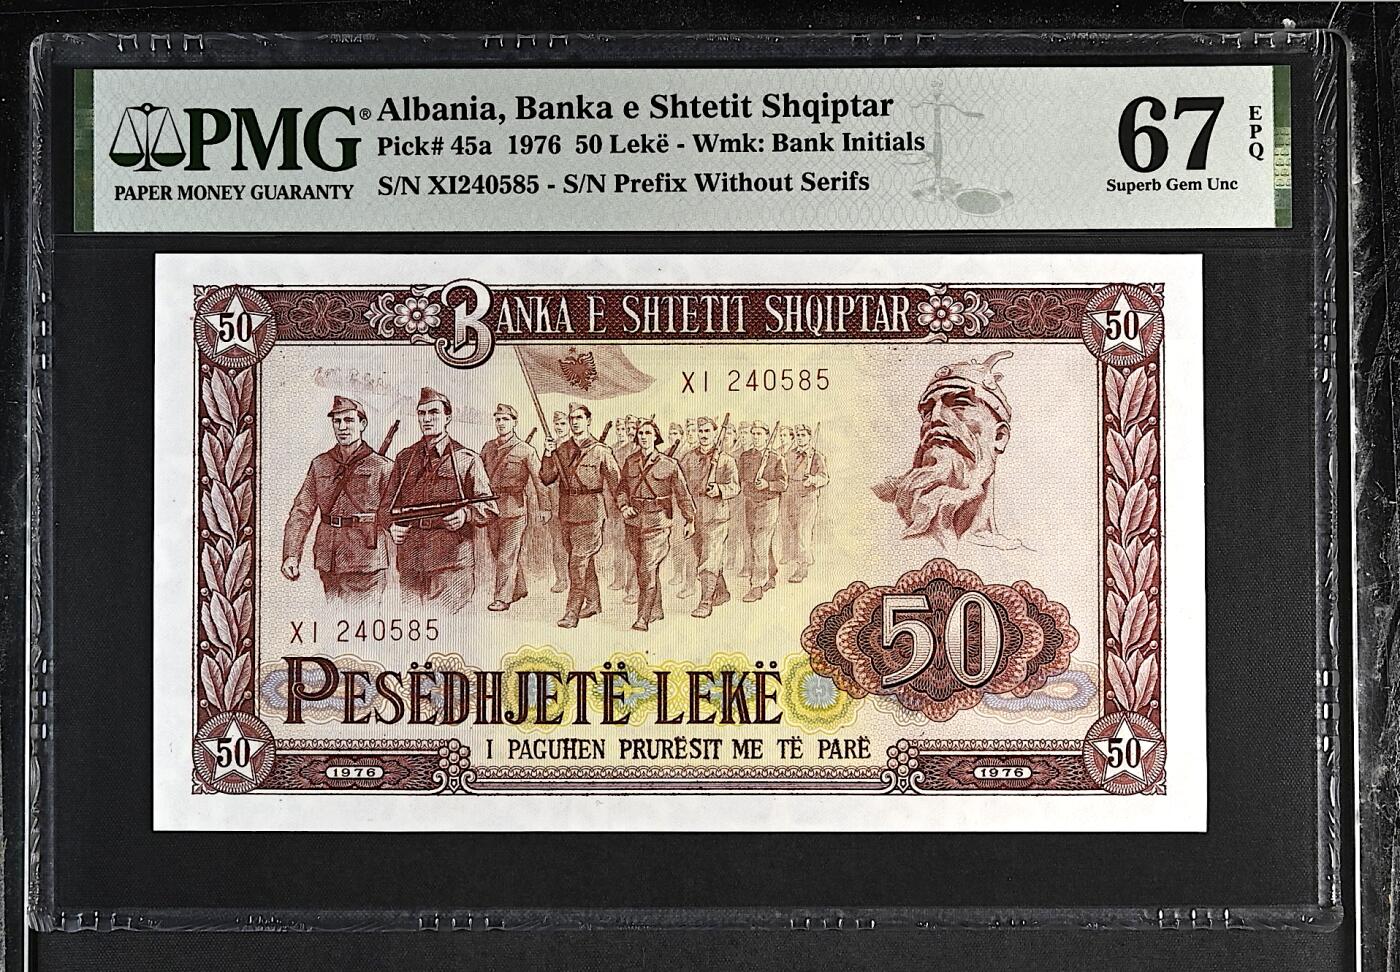 PMG®
PAPER MONEY GUARANTY
Albania, Banka e Shtetit Shqiptar
Pick# 45a 1976 50 Lekë - Wmk: Bank Initials
S/N XI240585 - S/N Prefix Without Serifs
67
EPQ
Superb Gem Unc
50
BANKA E SHTETIT SHQIPTAR
50
XI 240585
XI 240585
50
PESËDHJETË LEKË
I PAGUHEN PRURËSIT ME TË PARË
50
1976
1976
50